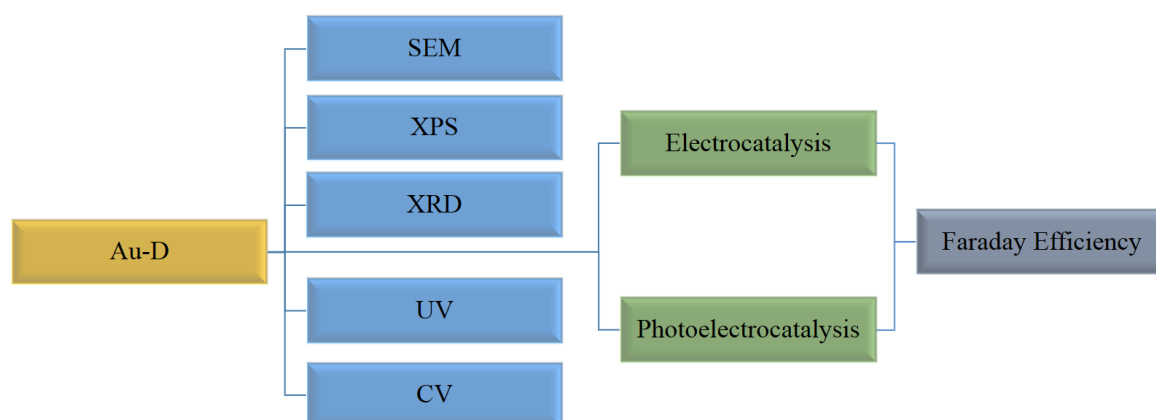 SEM
XPS
Electrocatalysis
XRD
Au-D
Faraday Efficiency
UV
Photoelectrocatalysis
CV